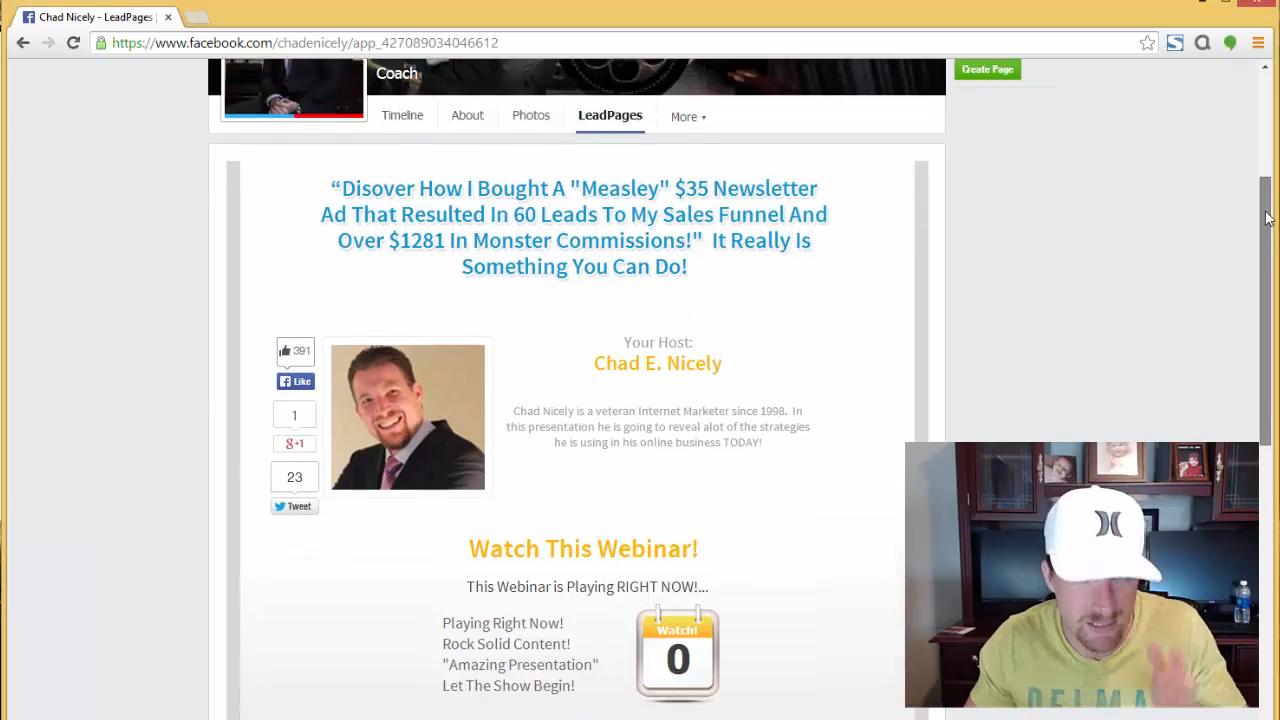 Chad Nicely - LeadPages
https://www.facebook.com/chadenicely/app_427089034046612
Coach
Create Page
Timeline
About
Photos
LeadPages
More
“Disover How I Bought A "Measley" $35 Newsletter
Ad That Resulted In 60 Leads To My Sales Funnel And
Over $1281 In Monster Commissions!" It Really Is
Something You Can Do!
391
Like
1
g+1
23
Tweet
Your Host:
Chad E. Nicely
Chad Nicely is a veteran Internet Marketer since 1998. In
this presentation he is going to reveal alot of the strategies
he is using in his online business TODAY!
Watch This Webinar!
This Webinar is Playing RIGHT NOW!...
Playing Right Now!
Rock Solid Content!
"Amazing Presentation"
Let The Show Begin!
Watch!
0